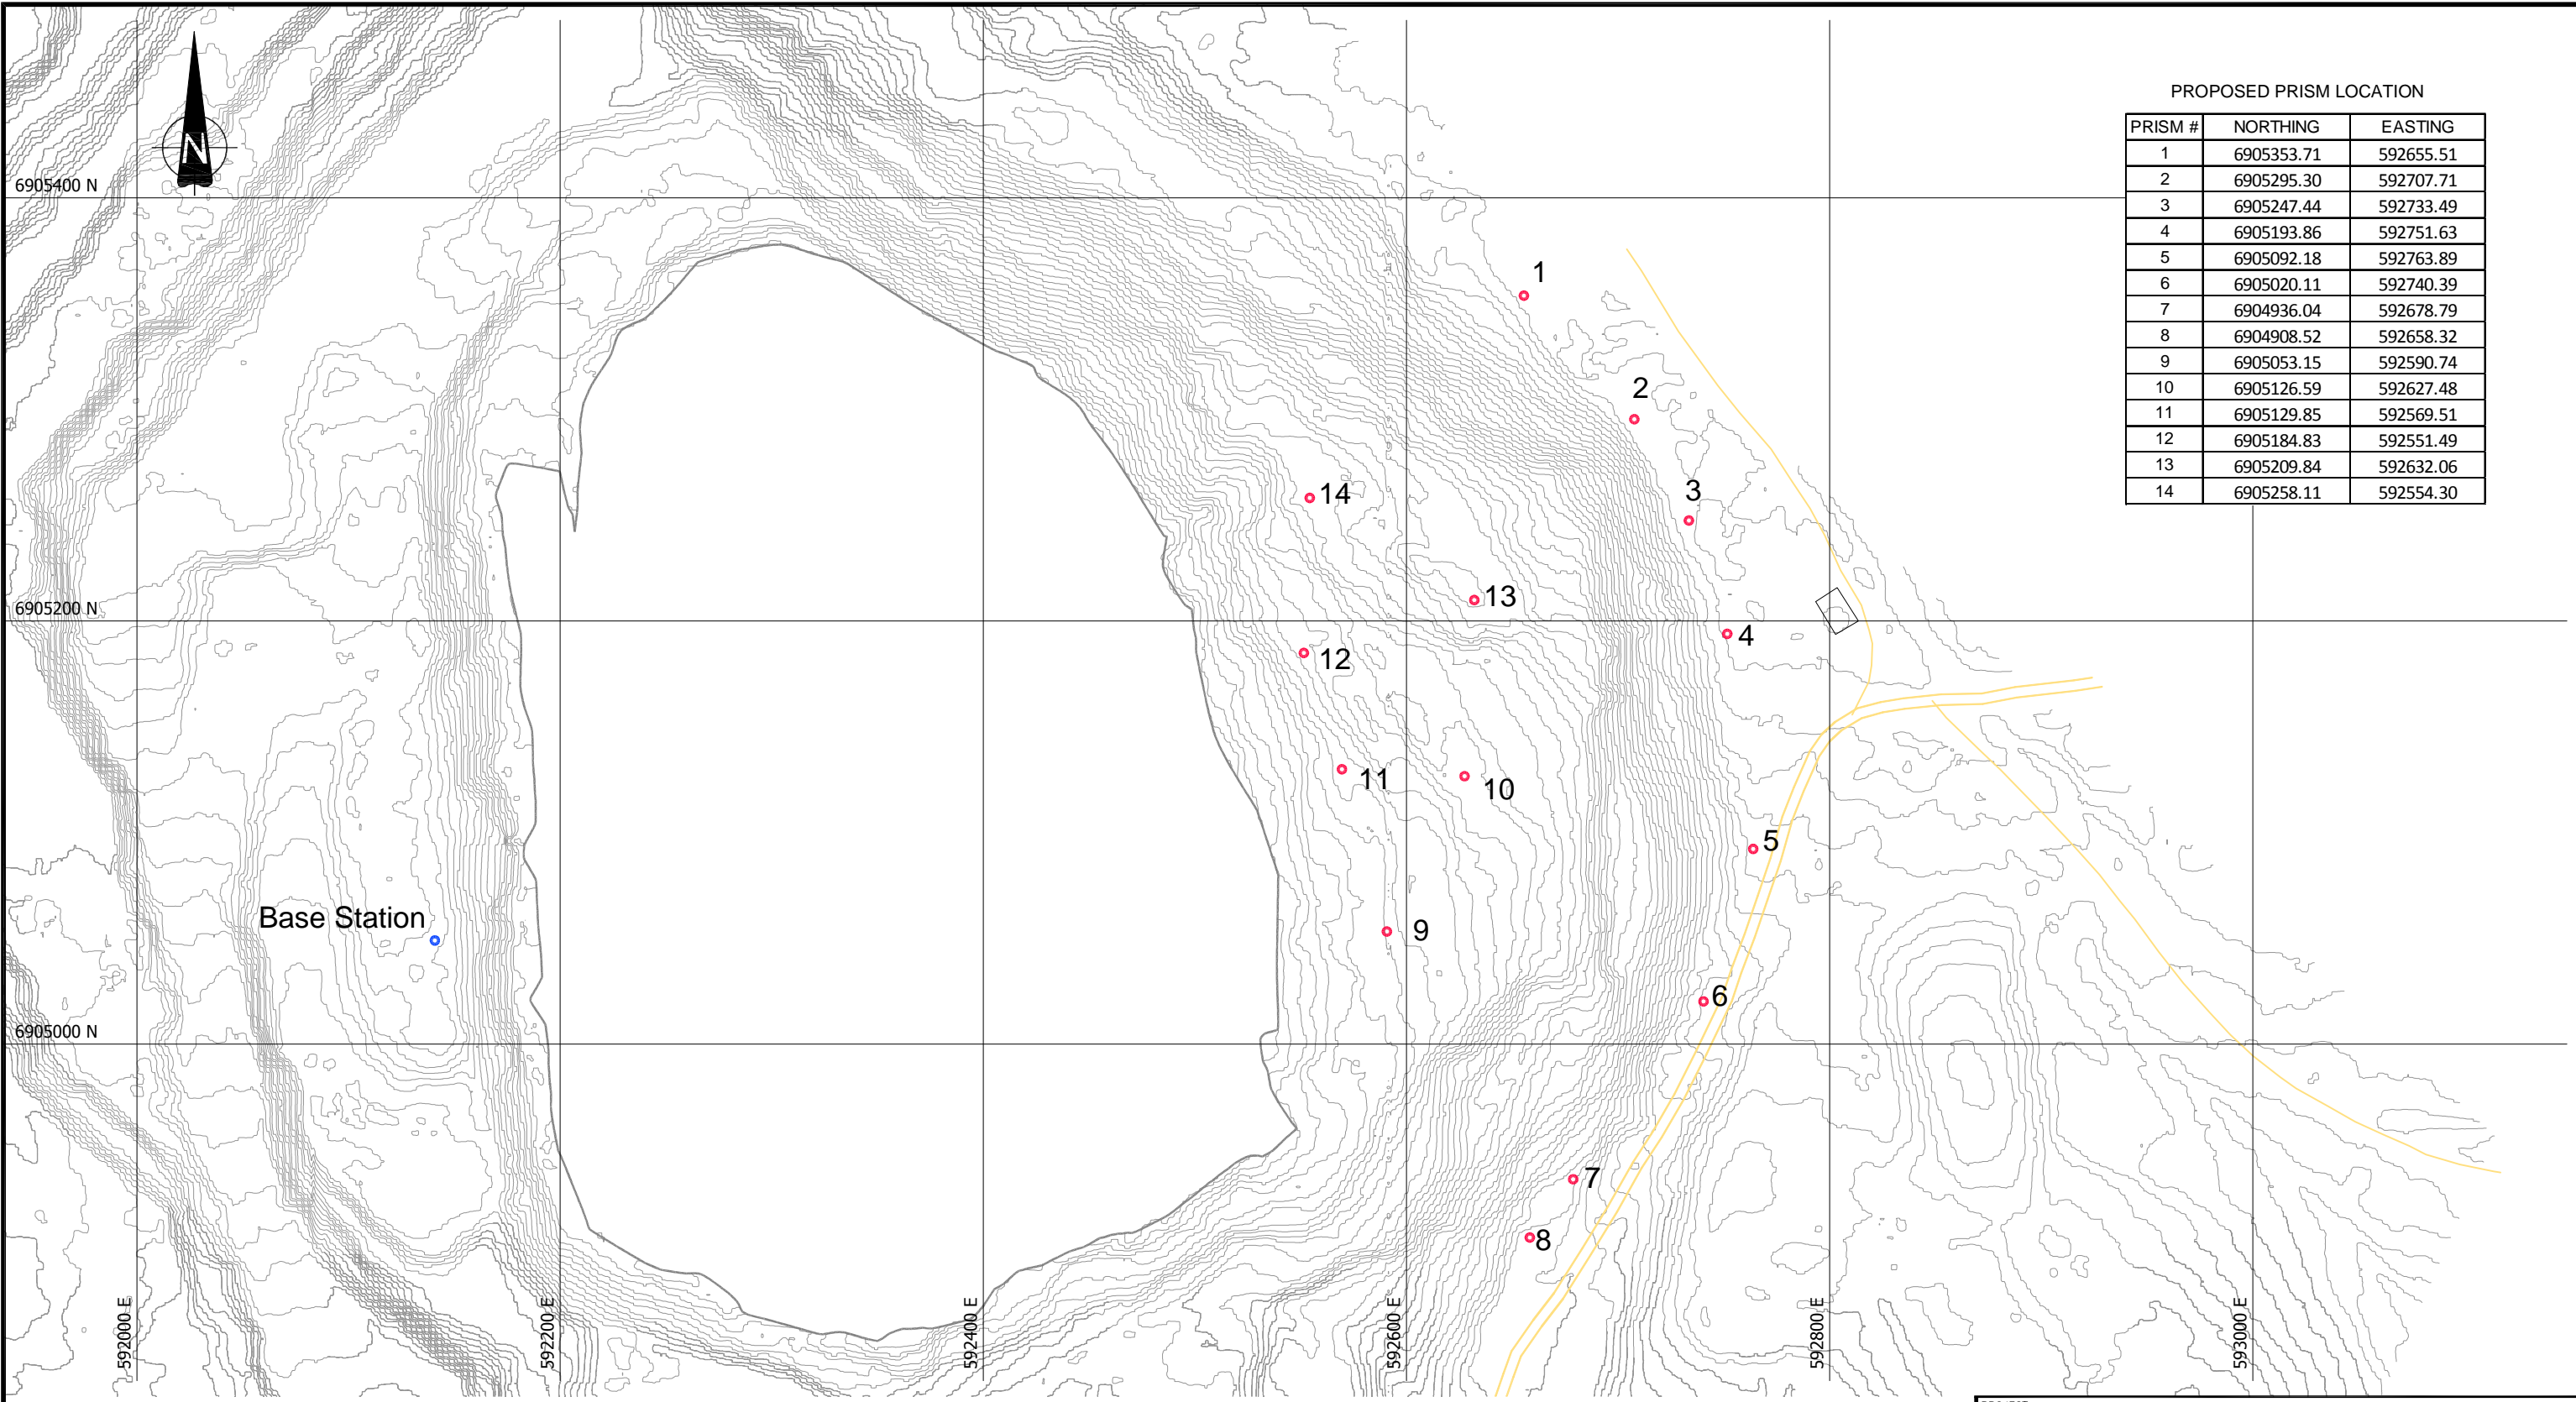 PROPOSED PRISM LOCATION
PRISM # NORTHING EASTING
1 6905353.71 592655.51
2 6905295.30 592707.71
3 6905247.44 592733.49
4 6905193.86 592751.63
5 6905092.18 592763.89
6 6905020.11 592740.39
7 6904936.04 592678.79
8 6904908.52 592658.32
9 6905053.15 592590.74
10 6905126.59 592627.48
11 6905129.85 592569.51
12 6905184.83 592551.49
13 6905209.84 592632.06
14 6905258.11 592554.30
N
6905400 N
1
2
3
14
13
6905200 N
4
12
11
10
5
Base Station
9
6
6905000 N
7
8
592000 E
592200 E
592400 E
592600 E
592800 E
593000 E